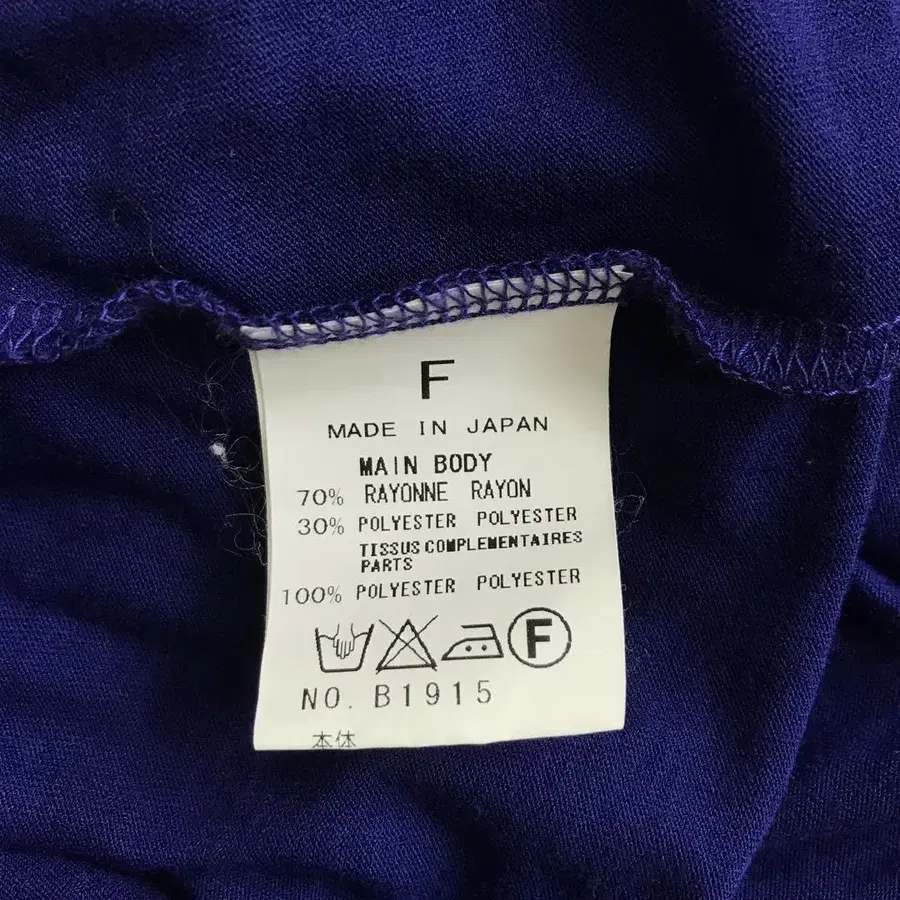 F
MADE IN JAPAN
MAIN BODY
70% RAYONNE RAYON
30% POLYESTER POLYESTER
TISSUS COMPLEMENTAIRES
PARTS
100% POLYESTER POLYESTER
F
NO. B1915
本体